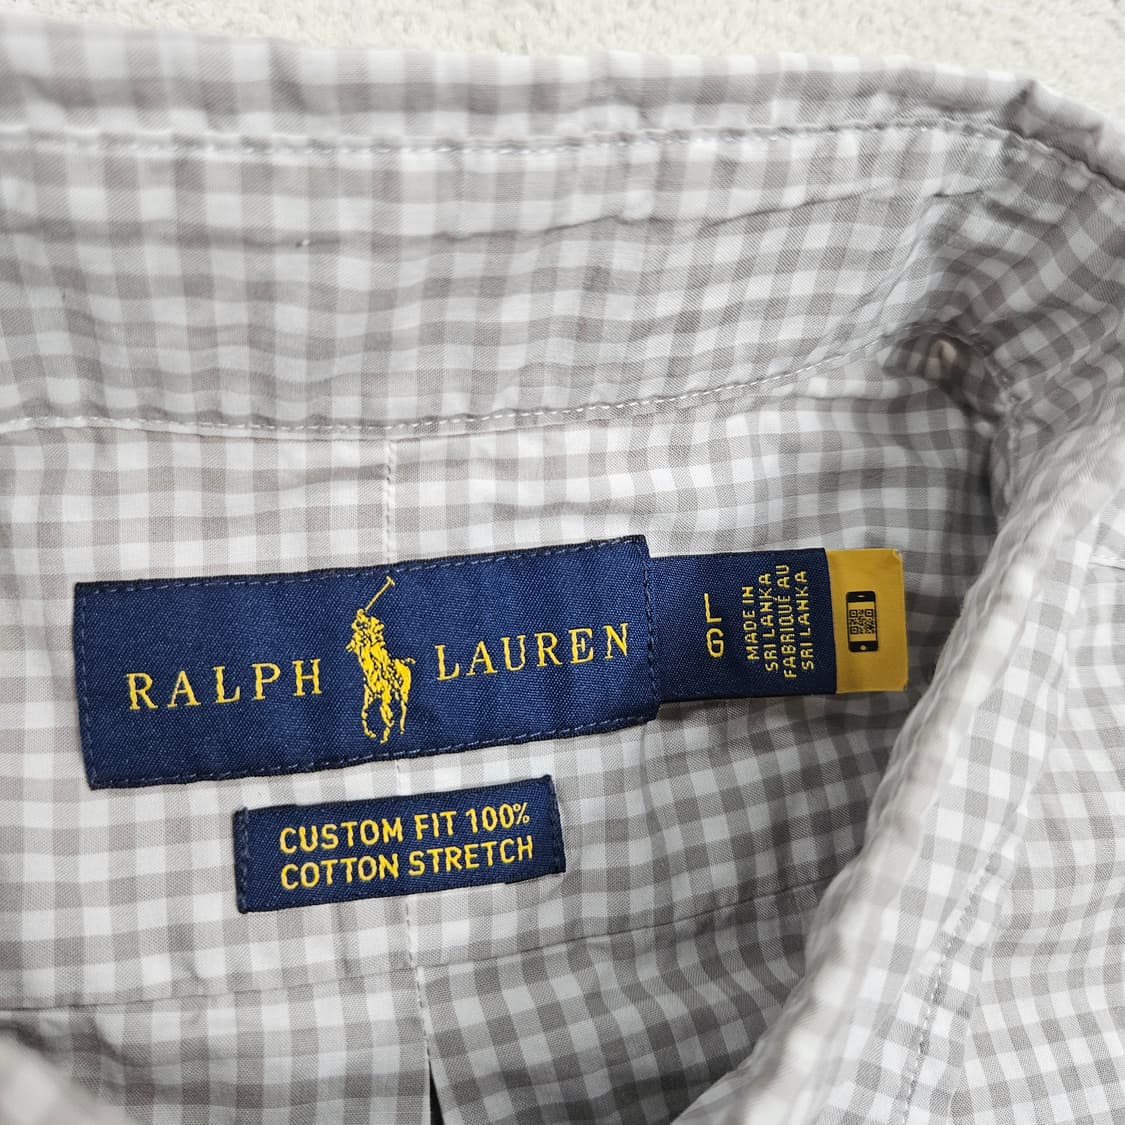 RALPH LAUREN
CUSTOM FIT 100%
COTTON STRETCH
L
G
MADE IN
SRI LANKA
FABRIQUÉ AU
SRI LANKA